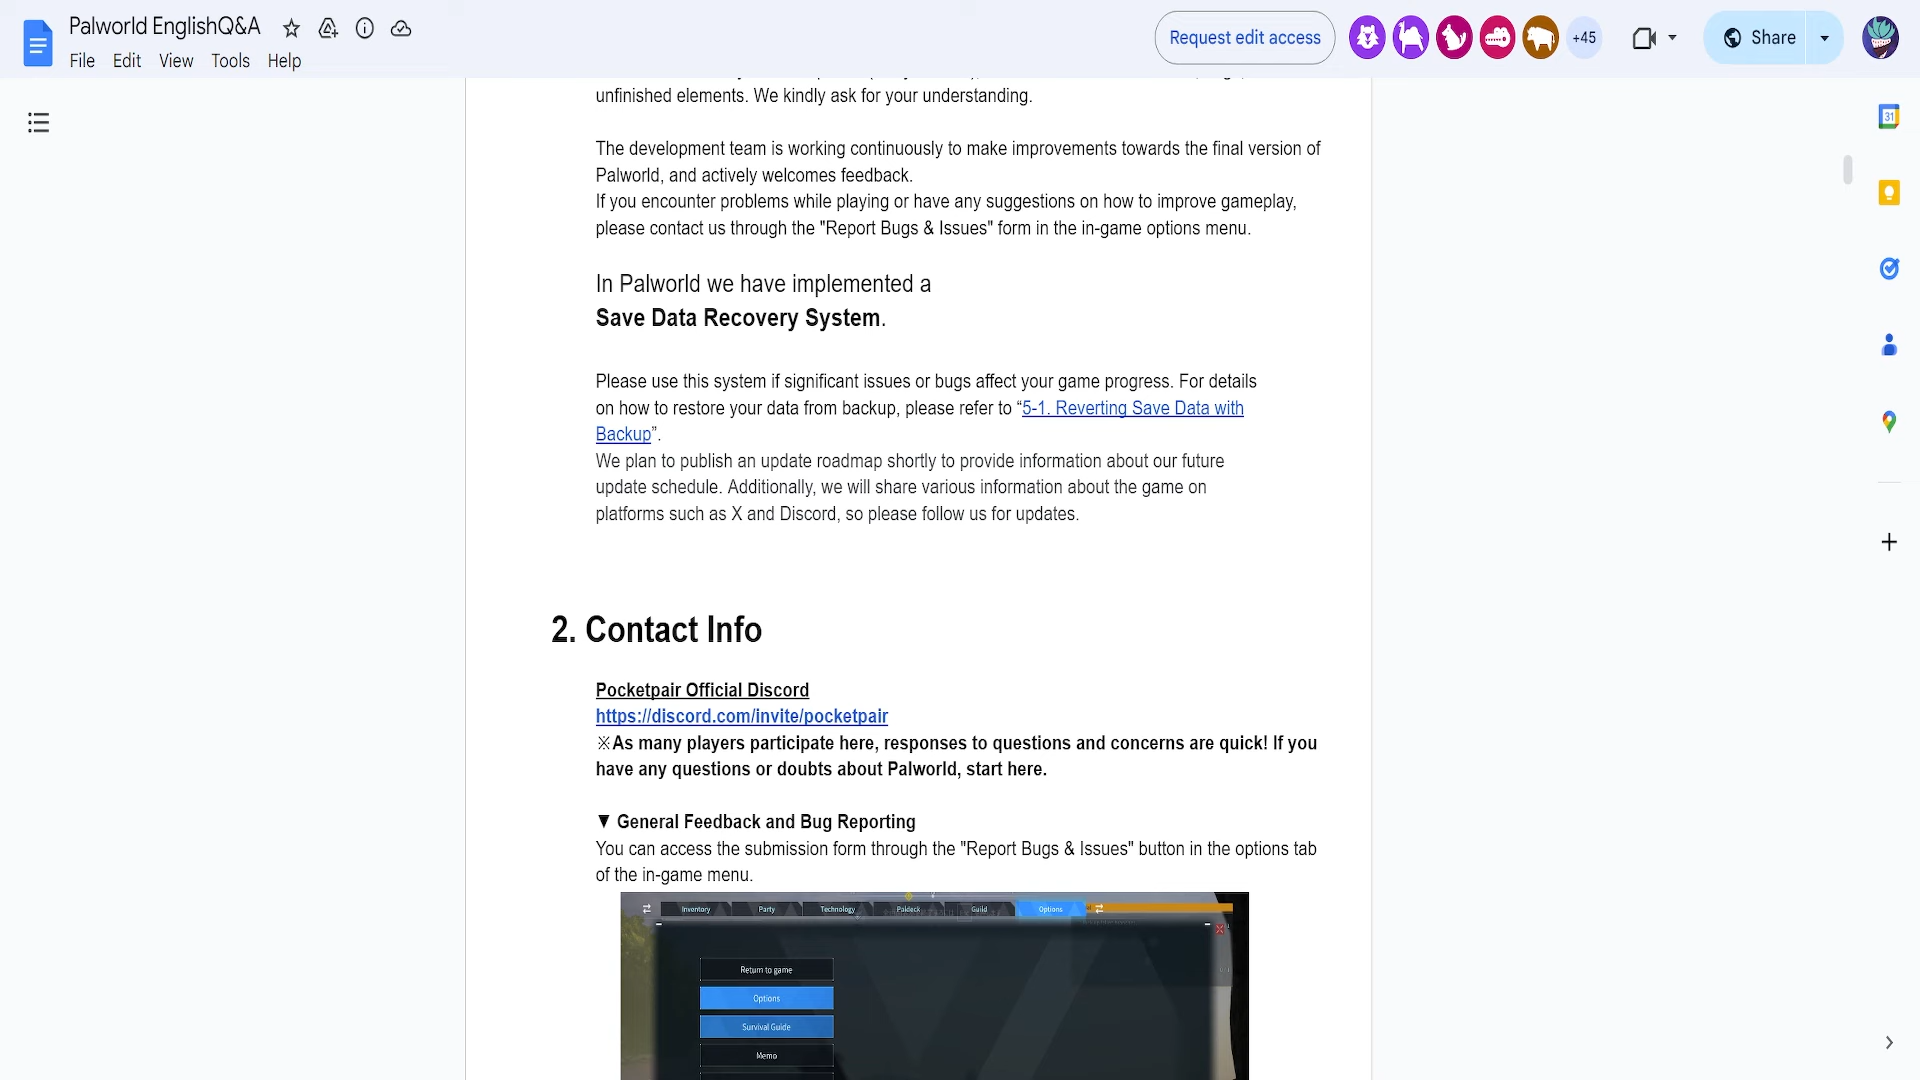 Palworld EnglishQ&A
File Edit View Tools Help
Request edit access
+45
Share
31
unfinished elements. We kindly ask for your understanding.
The development team is working continuously to make improvements towards the final version of
Palworld, and actively welcomes feedback.
If you encounter problems while playing or have any suggestions on how to improve gameplay,
please contact us through the "Report Bugs & Issues" form in the in-game options menu.
In Palworld we have implemented a
Save Data Recovery System.
Please use this system if significant issues or bugs affect your game progress. For details
on how to restore your data from backup, please refer to “5-1. Reverting Save Data with
Backup”.
We plan to publish an update roadmap shortly to provide information about our future
update schedule. Additionally, we will share various information about the game on
platforms such as X and Discord, so please follow us for updates.
2. Contact Info
Pocketpair Official Discord
https://discord.com/invite/pocketpair
※As many players participate here, responses to questions and concerns are quick! If you
have any questions or doubts about Palworld, start here.
▼ General Feedback and Bug Reporting
You can access the submission form through the "Report Bugs & Issues" button in the options tab
of the in-game menu.
Inventory Party Technology Paldeck Guild Options
Return to game
Options
Survival Guide
Memo